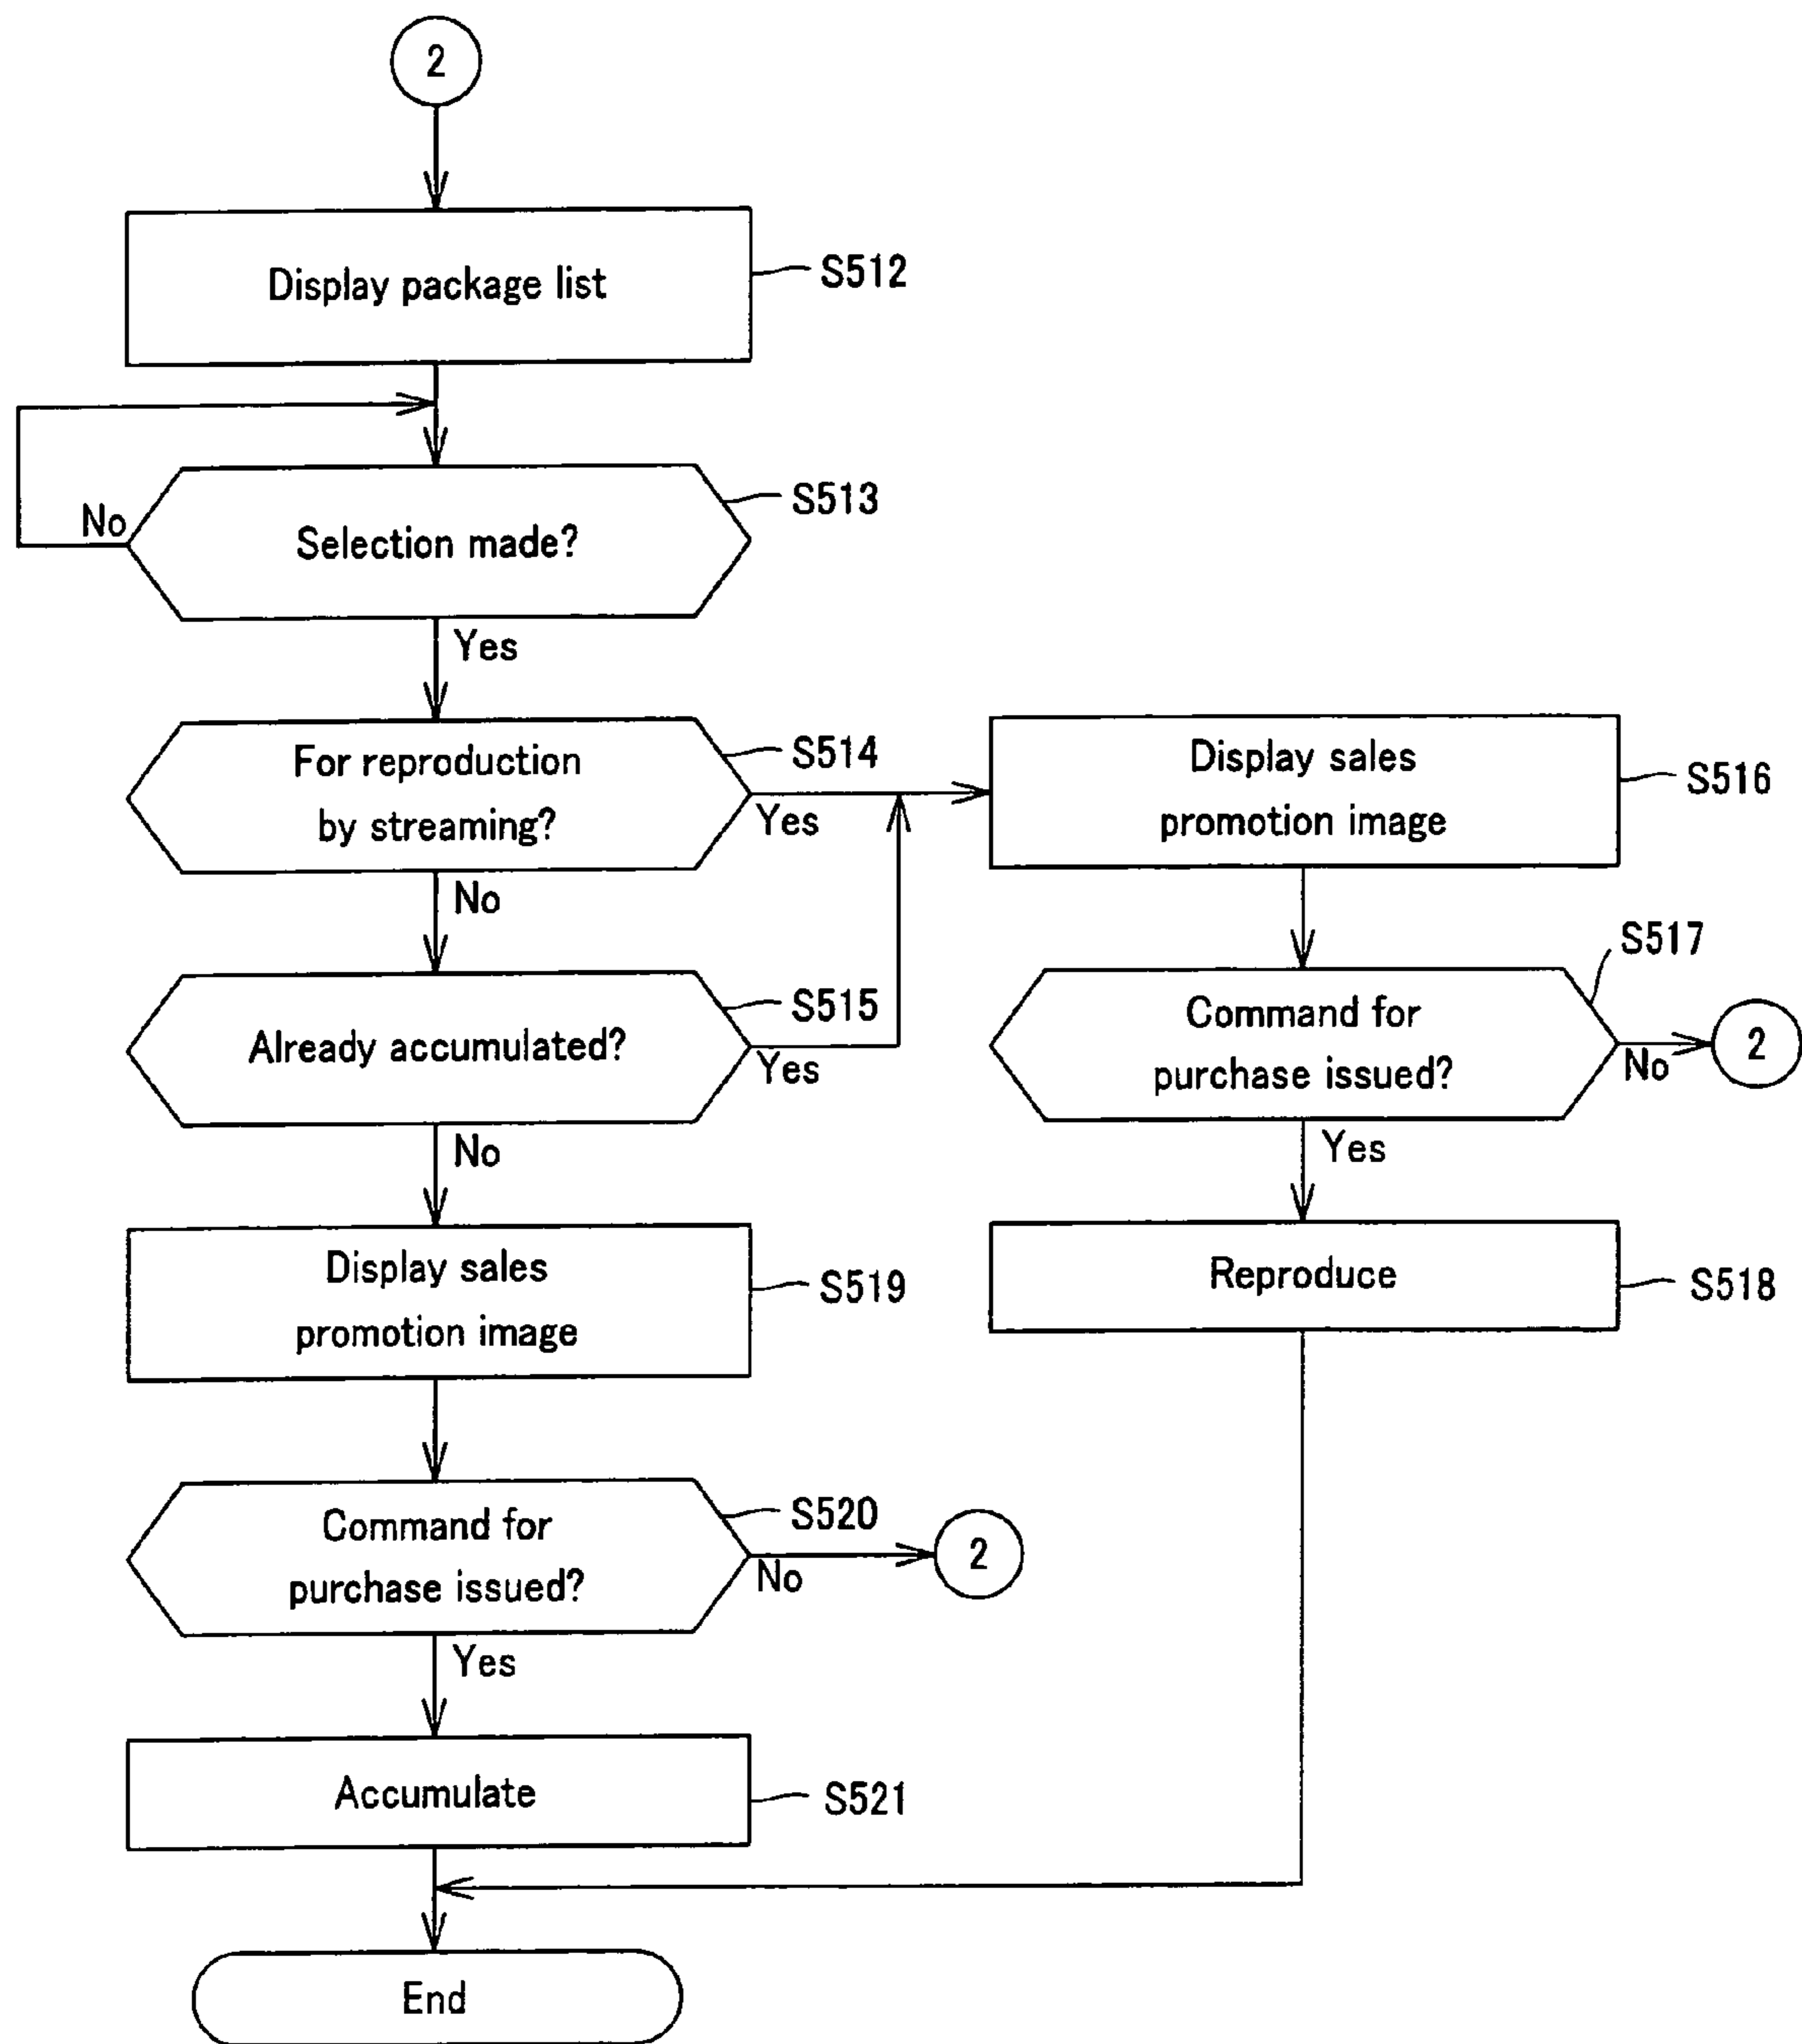 2
Display package list
S512
S513
No
Selection made?
Yes
For reproduction
by streaming?
S514
Yes
No
Display sales
promotion image
S516
Already accumulated?
S515
Yes
No
Command for
purchase issued?
S517
No
2
Yes
Display sales
promotion image
S519
Reproduce
S518
Command for
purchase issued?
S520
No
2
Yes
Accumulate
S521
End